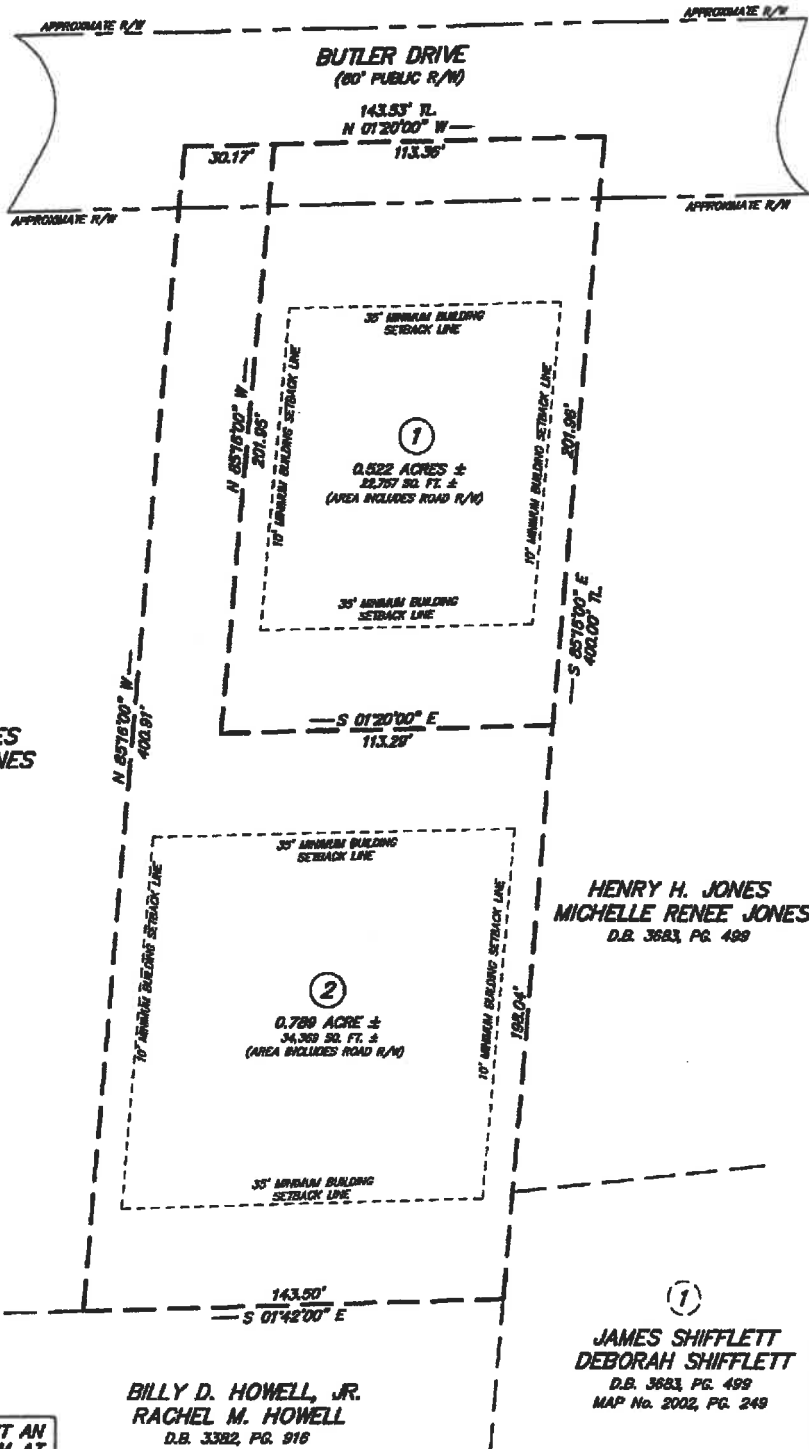 APPROXIMATE R/W
APPROXIMATE R/W
BUTLER DRIVE
(60' PUBLIC R/W)
143.53' TL.
N 01°20'00" W
30.17'
113.36'
APPROXIMATE R/W
APPROXIMATE R/W
35' MINIMUM BUILDING
SETBACK LINE
N 85°16'00" W
201.95'
10' MINIMUM BUILDING SETBACK LINE
1
0.522 ACRES ±
22,757 SQ. FT. ±
(AREA INCLUDES ROAD R/W)
10' MINIMUM BUILDING SETBACK LINE
201.96'
35' MINIMUM BUILDING
SETBACK LINE
S 85°16'00" E
400.00' TL.
N 85°16'00" W
400.91'
S 01°20'00" E
113.29'
ES
NES
35' MINIMUM BUILDING
SETBACK LINE
10' MINIMUM BUILDING SETBACK LINE
2
0.789 ACRE ±
34,369 SQ. FT. ±
(AREA INCLUDES ROAD R/W)
10' MINIMUM BUILDING SETBACK LINE
198.04'
HENRY H. JONES
MICHELLE RENEE JONES
D.B. 3683, PG. 499
35' MINIMUM BUILDING
SETBACK LINE
143.50'
S 01°42'00" E
1
JAMES SHIFFLETT
DEBORAH SHIFFLETT
D.B. 3683, PG. 499
MAP No. 2002, PG. 249
BILLY D. HOWELL, JR.
RACHEL M. HOWELL
D.B. 3382, PG. 916
T AN